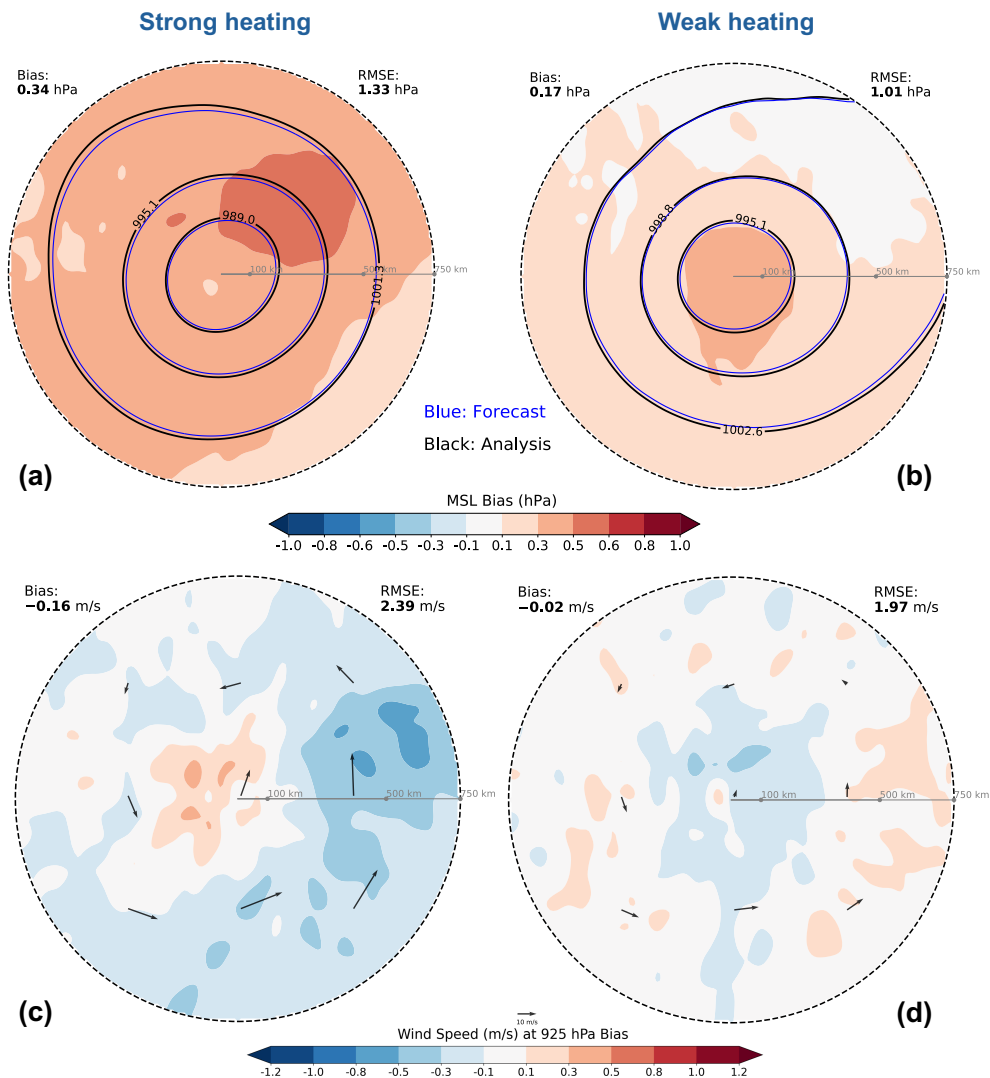 Strong heating
Weak heating
Bias:
0.34 hPa
RMSE:
1.33 hPa
Bias:
0.17 hPa
RMSE:
1.01 hPa
995.1
989.0
1001.3
100 km
500 km
750 km
998.8
995.1
1002.6
100 km
500 km
750 km
Blue: Forecast
Black: Analysis
(a)
(b)
MSL Bias (hPa)
-1.0 -0.8 -0.6 -0.5 -0.3 -0.1 0.1 0.3 0.5 0.6 0.8 1.0
Bias:
−0.16 m/s
RMSE:
2.39 m/s
Bias:
−0.02 m/s
RMSE:
1.97 m/s
100 km
500 km
750 km
100 km
500 km
750 km
(c)
(d)
10 m/s
Wind Speed (m/s) at 925 hPa Bias
-1.2 -1.0 -0.8 -0.5 -0.3 -0.1 0.1 0.3 0.5 0.8 1.0 1.2